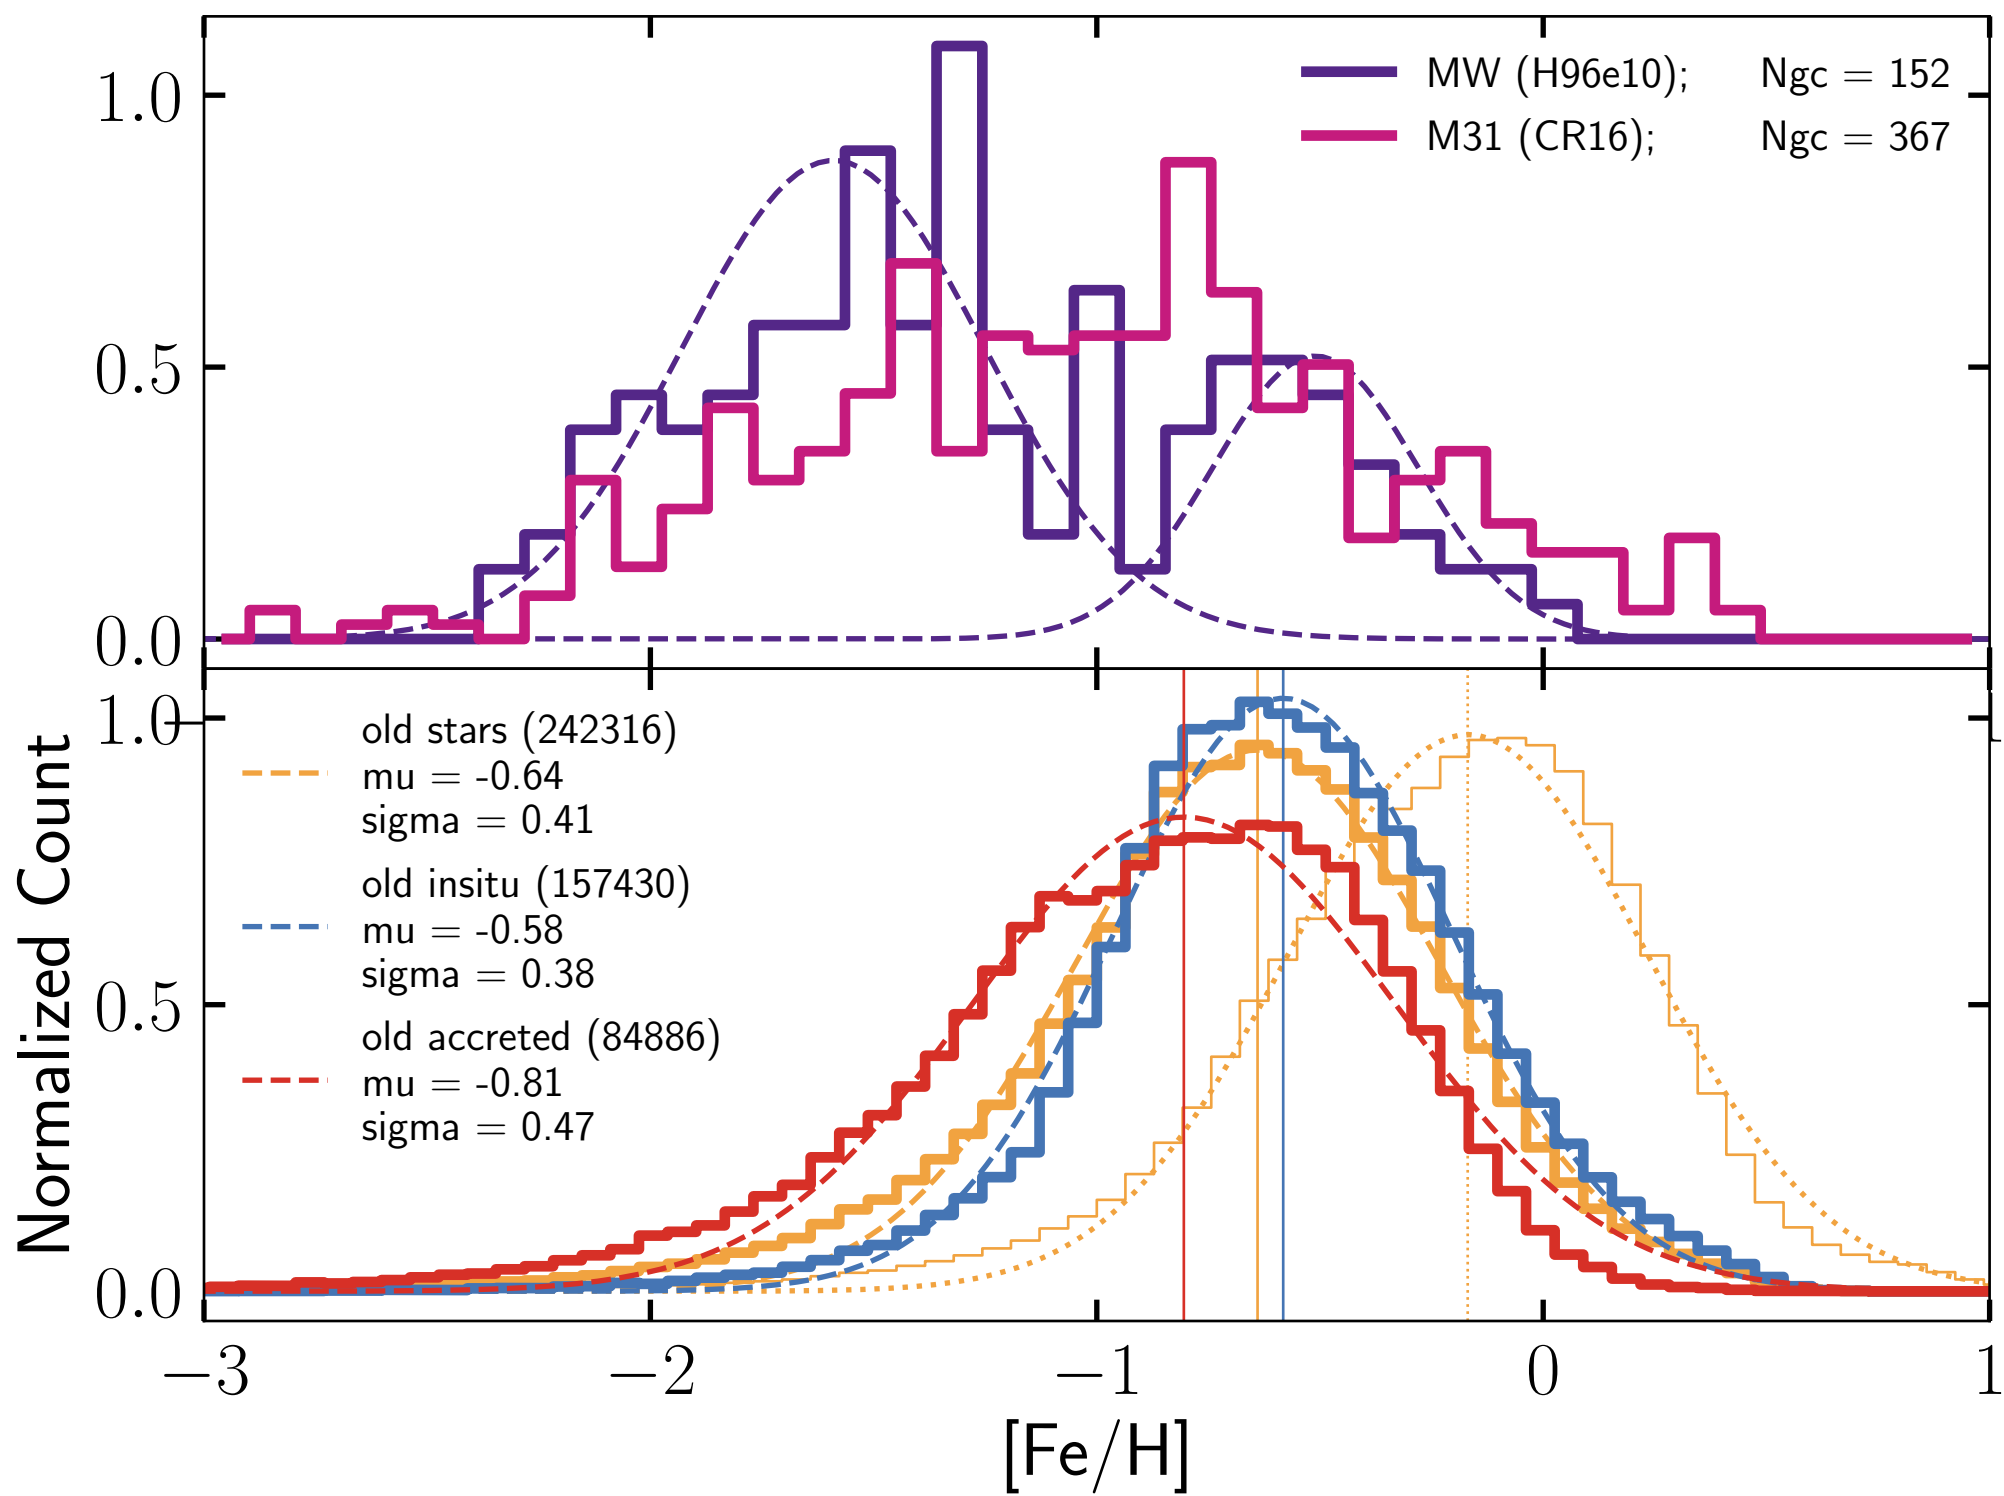 1.0
0.5
0.0
MW (H96e10); Ngc = 152
M31 (CR16); Ngc = 367
Normalized Count
1.0
0.5
0.0
old stars (242316)
mu = -0.64
sigma = 0.41
old insitu (157430)
mu = -0.58
sigma = 0.38
old accreted (84886)
mu = -0.81
sigma = 0.47
−3 −2 −1 0 1
[Fe/H]